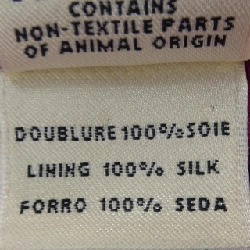 CONTAINS
NON-TEXTILE PARTS
OF ANIMAL ORIGIN
DOUBLURE 100% SOIE
LINING 100% SILK
FORRO 100% SEDA